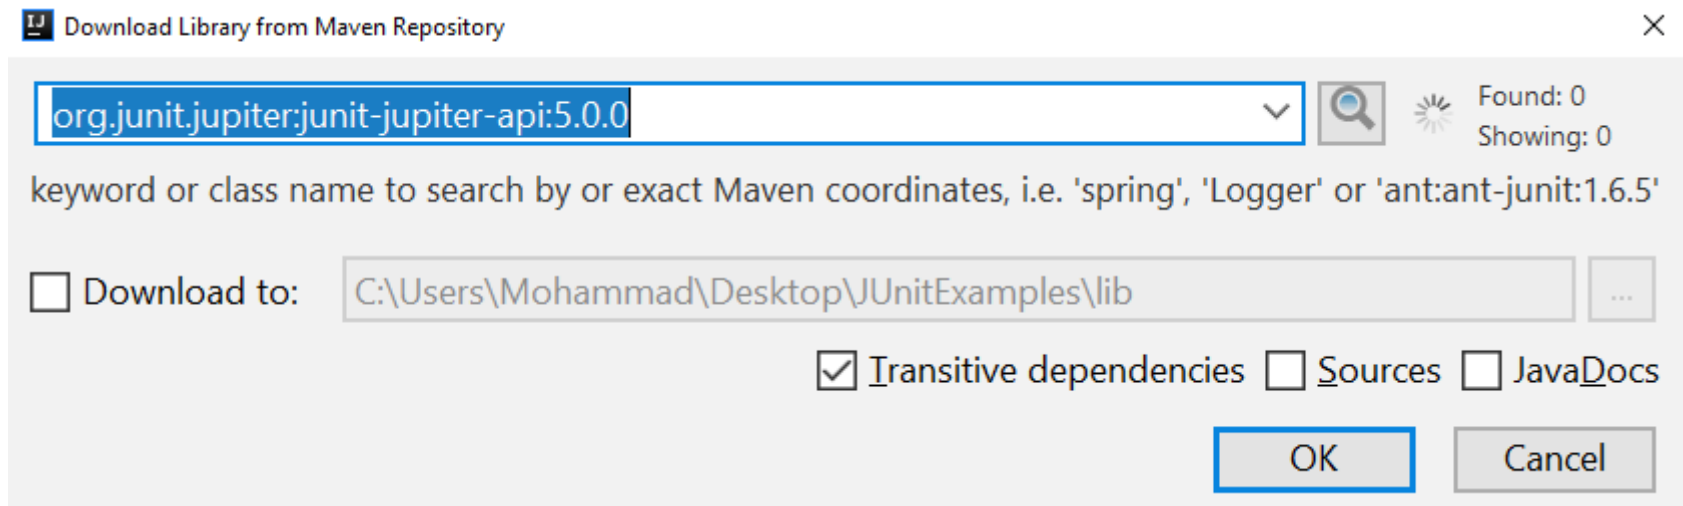 IJ Download Library from Maven Repository
org.junit.jupiter:junit-jupiter-api:5.0.0
Found: 0
Showing: 0
keyword or class name to search by or exact Maven coordinates, i.e. 'spring', 'Logger' or 'ant:ant-junit:1.6.5'
Download to: C:\Users\Mohammad\Desktop\JUnitExamples\lib ...
Transitive dependencies Sources JavaDocs
OK Cancel